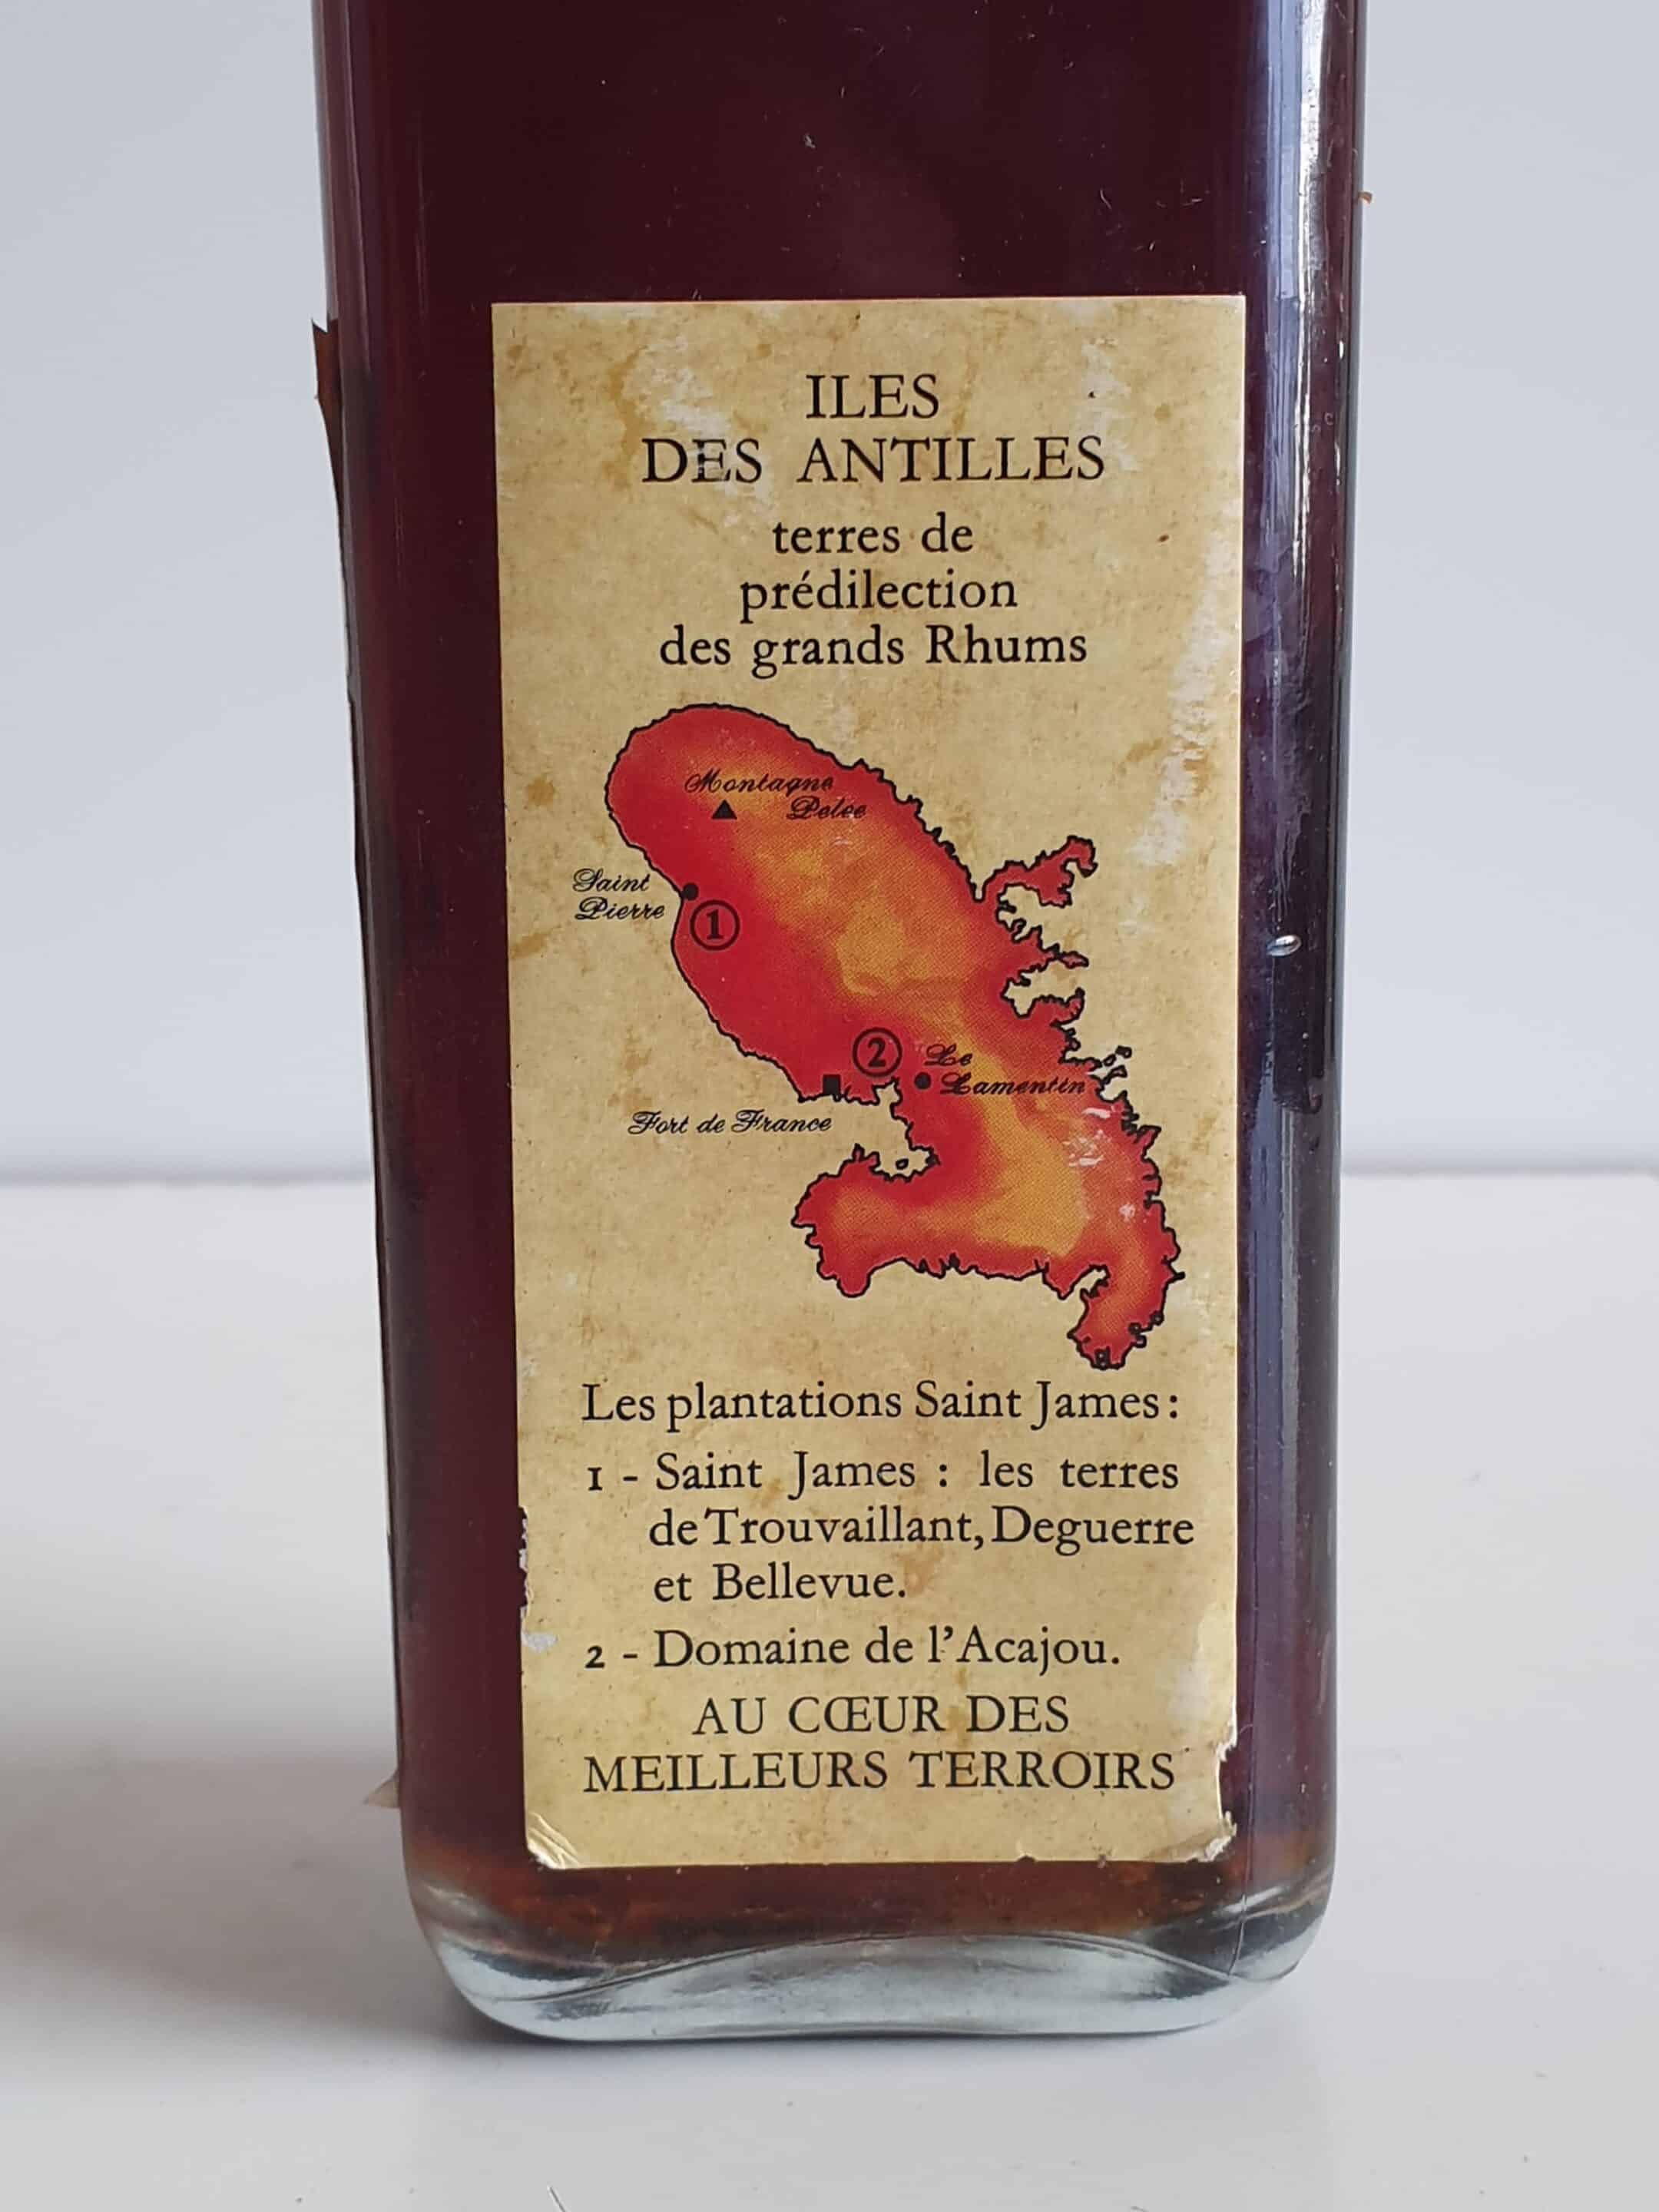 ILES
DES ANTILLES
terres de
prédilection
des grands Rhums
Montagne
Pelee
Saint
Pierre
1
2
Le
Lamentin
Fort de France
Les plantations Saint James :
1 - Saint James : les terres
de Trouvaillant, Deguerre
et Bellevue.
2 - Domaine de l'Acajou.
AU CŒUR DES
MEILLEURS TERROIRS